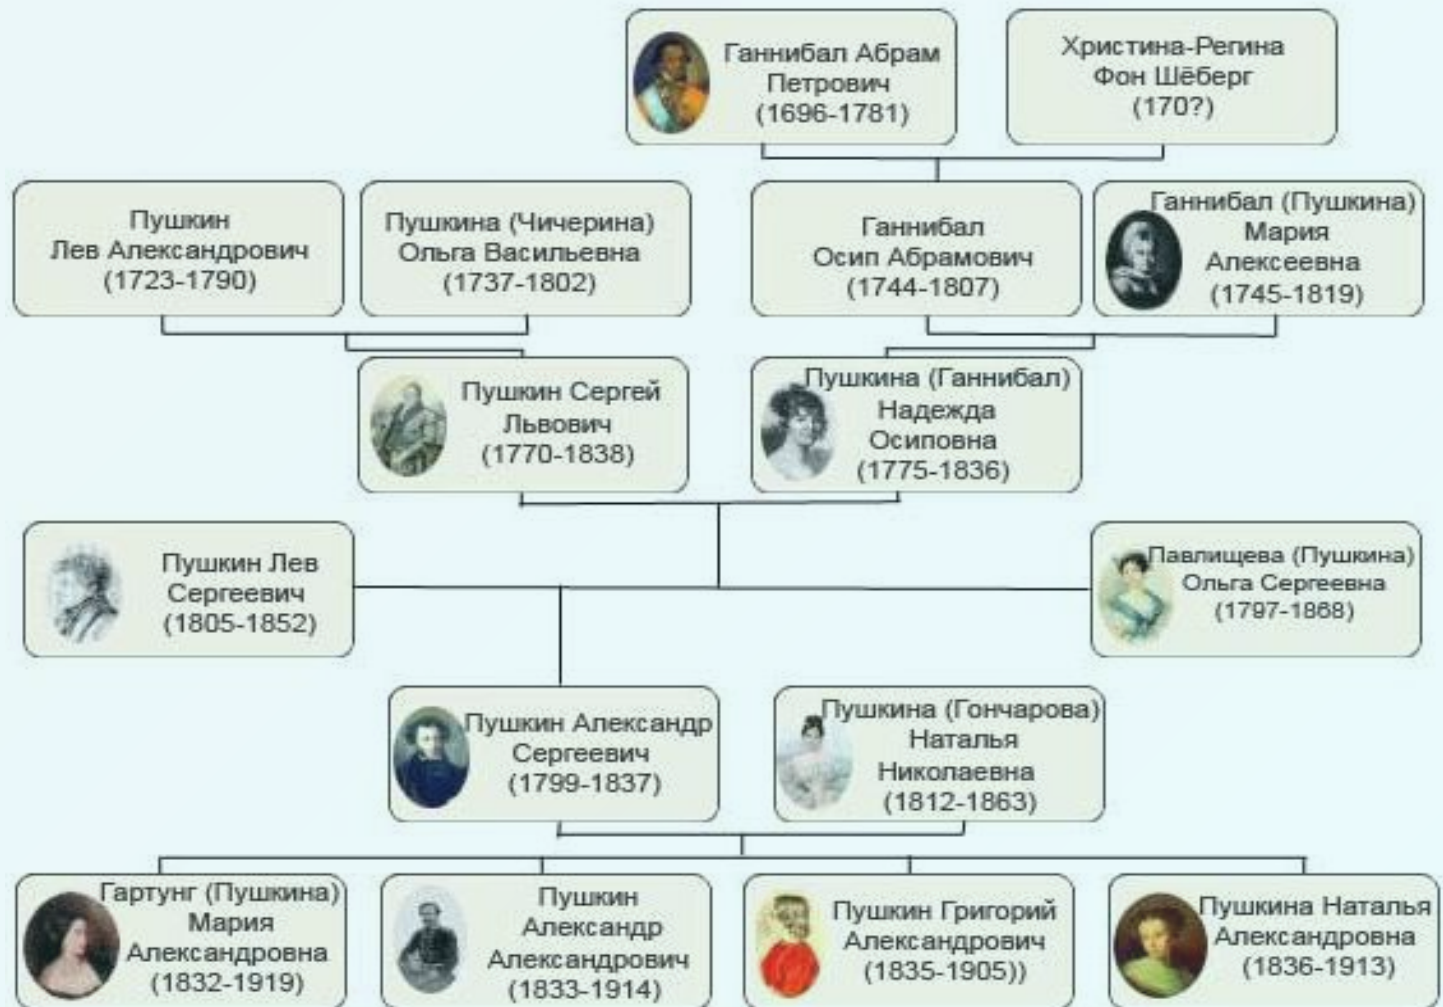 Ганнибал Абрам
Петрович
(1696-1781)
Христина-Регина
Фон Шёберг
(170?)
Пушкин
Лев Александрович
(1723-1790)
Пушкина (Чичерина)
Ольга Васильевна
(1737-1802)
Ганнибал
Осип Абрамович
(1744-1807)
Ганнибал (Пушкина)
Мария
Алексеевна
(1745-1819)
Пушкин Сергей
Львович
(1770-1838)
Пушкина (Ганнибал)
Надежда
Осиповна
(1775-1836)
Пушкин Лев
Сергеевич
(1805-1852)
Павлищева (Пушкина)
Ольга Сергеевна
(1797-1868)
Пушкин Александр
Сергеевич
(1799-1837)
Пушкина (Гончарова)
Наталья
Николаевна
(1812-1863)
Гартунг (Пушкина)
Мария
Александровна
(1832-1919)
Пушкин
Александр
Александрович
(1833-1914)
Пушкин Григорий
Александрович
(1835-1905))
Пушкина Наталья
Александровна
(1836-1913)